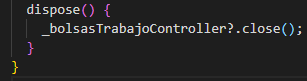 dispose() {
_bolsasTrabajoController?.close();
}
}